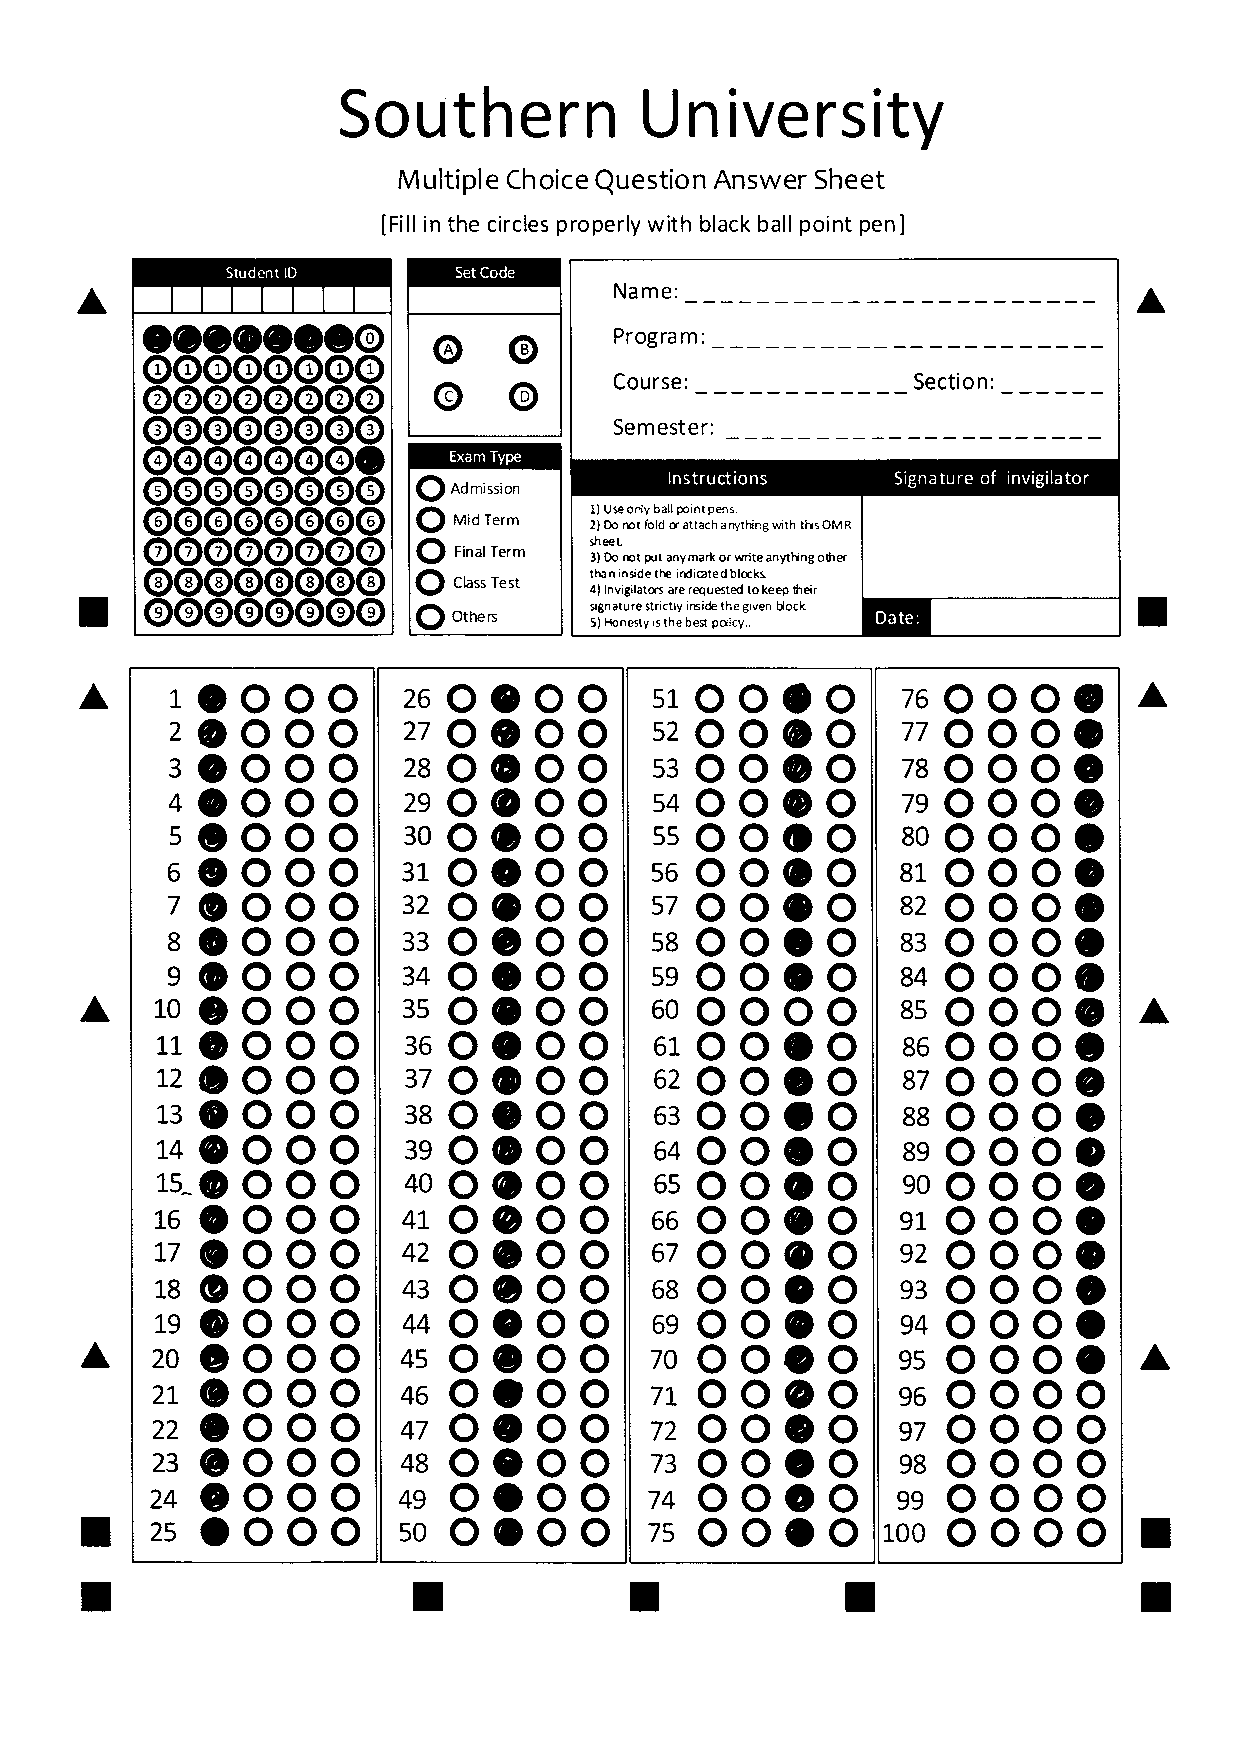 Southern University
Multiple Choice Question Answer Sheet
[Fill in the circles properly with black ball point pen]
Student ID
0
1 1 1 1 1 1 1 1
2 2 2 2 2 2 2 2
3 3 3 3 3 3 3 3
4 4 4 4 4 4 4
5 5 5 5 5 5 5 5
6 6 6 6 6 6 6 6
7 7 7 7 7 7 7 7
8 8 8 8 8 8 8 8
9 9 9 9 9 9 9 9
Set Code
A B
C D
Exam Type
Admission
Mid Term
Final Term
Class Test
Others
Name:
Program:
Course: Section:
Semester:
Instructions
1) Use only ball point pens.
2) Do not fold or attach anything with this OMR
sheet.
3) Do not put any mark or write anything other
than inside the indicated blocks.
4) Invigilators are requested to keep their
signature strictly inside the given block.
5) Honesty is the best policy..
Signature of invigilator
Date:
1 26 51 76
2 27 52 77
3 28 53 78
4 29 54 79
5 30 55 80
6 31 56 81
7 32 57 82
8 33 58 83
9 34 59 84
10 35 60 85
11 36 61 86
12 37 62 87
13 38 63 88
14 39 64 89
15 40 65 90
16 41 66 91
17 42 67 92
18 43 68 93
19 44 69 94
20 45 70 95
21 46 71 96
22 47 72 97
23 48 73 98
24 49 74 99
25 50 75 100